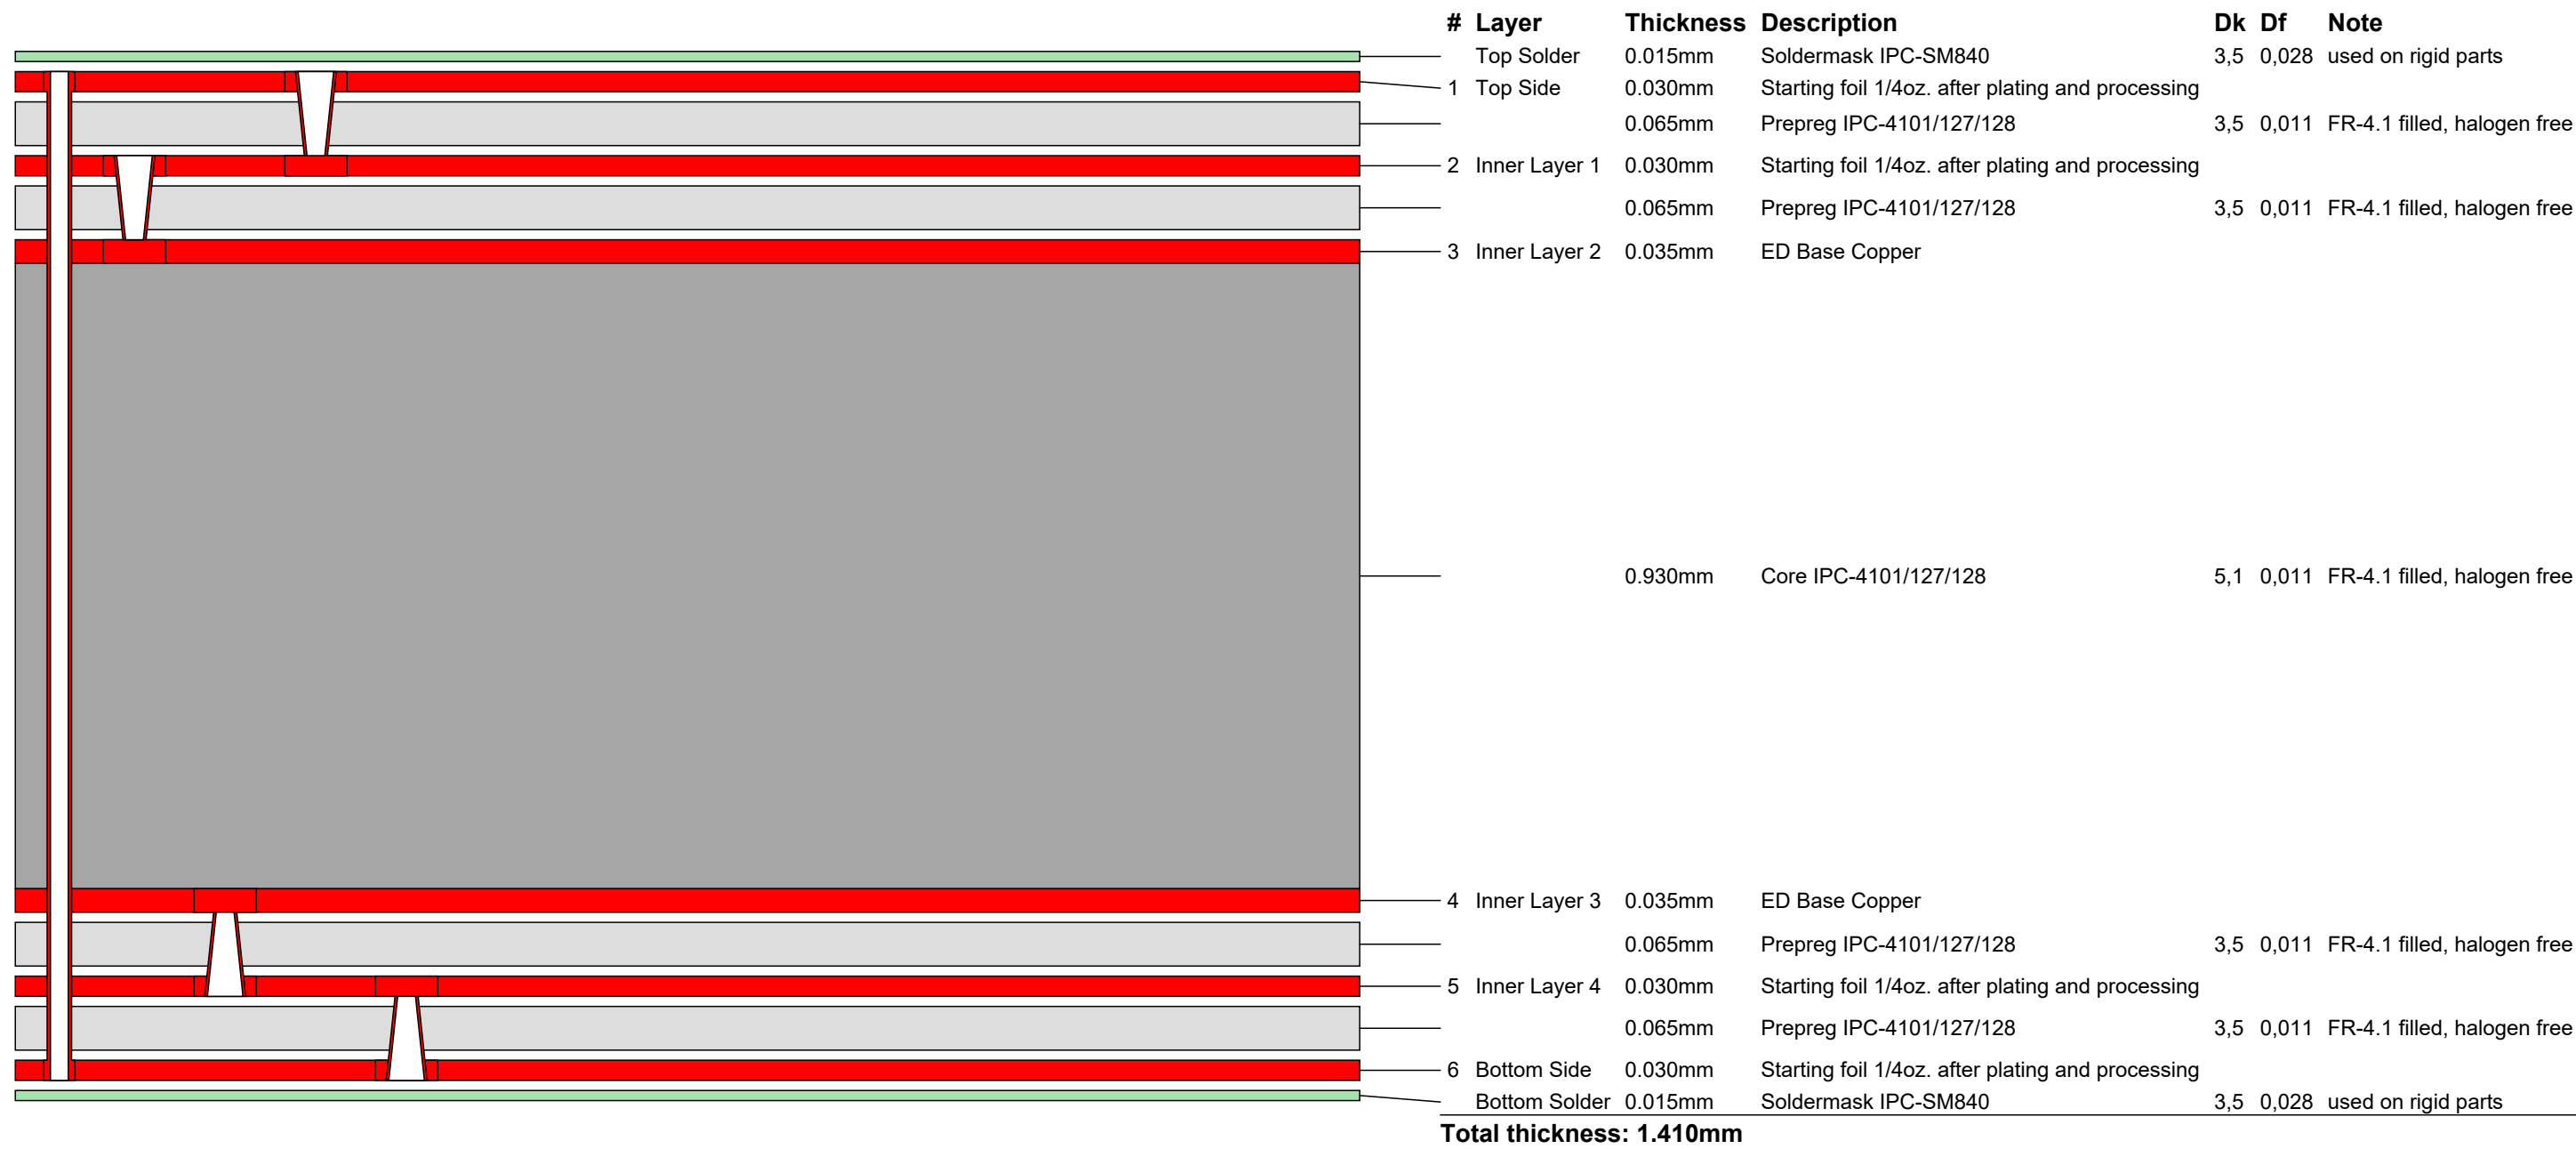 # Layer Thickness Description Dk Df Note
Top Solder 0.015mm Soldermask IPC-SM840 3,5 0,028 used on rigid parts
1 Top Side 0.030mm Starting foil 1/4oz. after plating and processing
0.065mm Prepreg IPC-4101/127/128 3,5 0,011 FR-4.1 filled, halogen free
2 Inner Layer 1 0.030mm Starting foil 1/4oz. after plating and processing
0.065mm Prepreg IPC-4101/127/128 3,5 0,011 FR-4.1 filled, halogen free
3 Inner Layer 2 0.035mm ED Base Copper
0.930mm Core IPC-4101/127/128 5,1 0,011 FR-4.1 filled, halogen free
4 Inner Layer 3 0.035mm ED Base Copper
0.065mm Prepreg IPC-4101/127/128 3,5 0,011 FR-4.1 filled, halogen free
5 Inner Layer 4 0.030mm Starting foil 1/4oz. after plating and processing
0.065mm Prepreg IPC-4101/127/128 3,5 0,011 FR-4.1 filled, halogen free
6 Bottom Side 0.030mm Starting foil 1/4oz. after plating and processing
Bottom Solder 0.015mm Soldermask IPC-SM840 3,5 0,028 used on rigid parts
Total thickness: 1.410mm